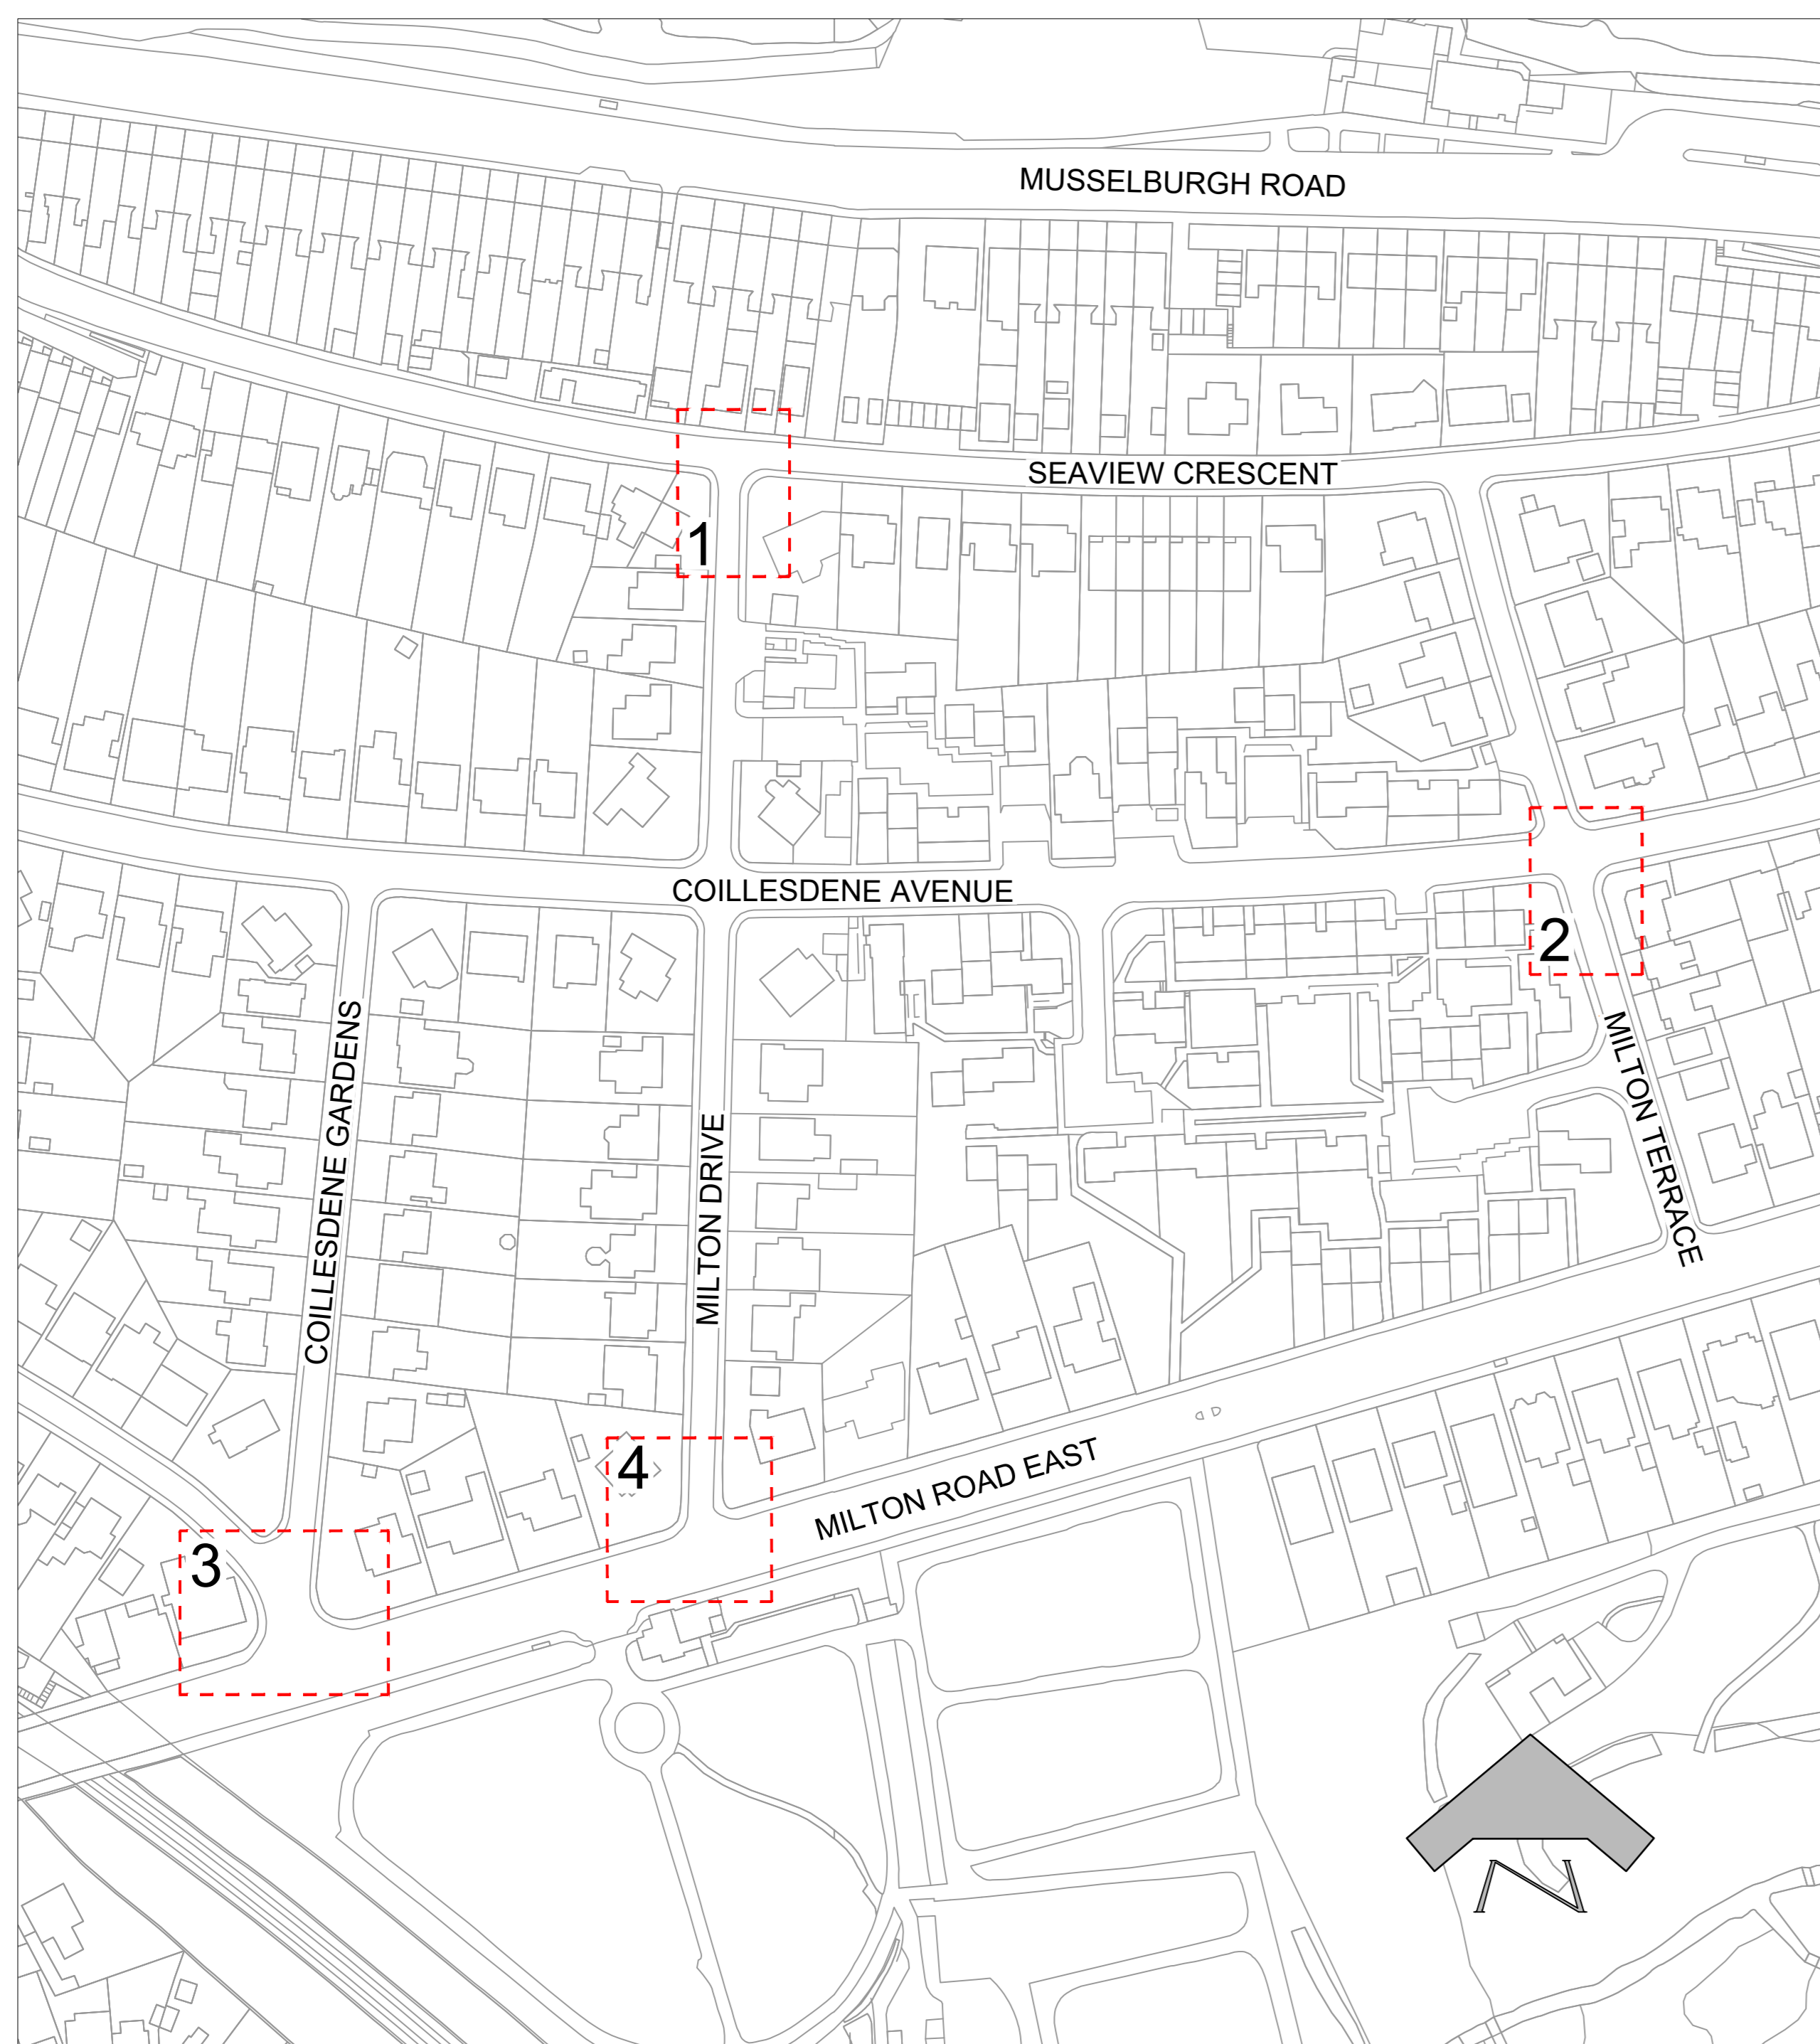 MUSSELBURGH ROAD
SEAVIEW CRESCENT
1
COILLESDENE AVENUE
2
COILLESDENE GARDENS
MILTON DRIVE
MILTON TERRACE
4
MILTON ROAD EAST
3
N